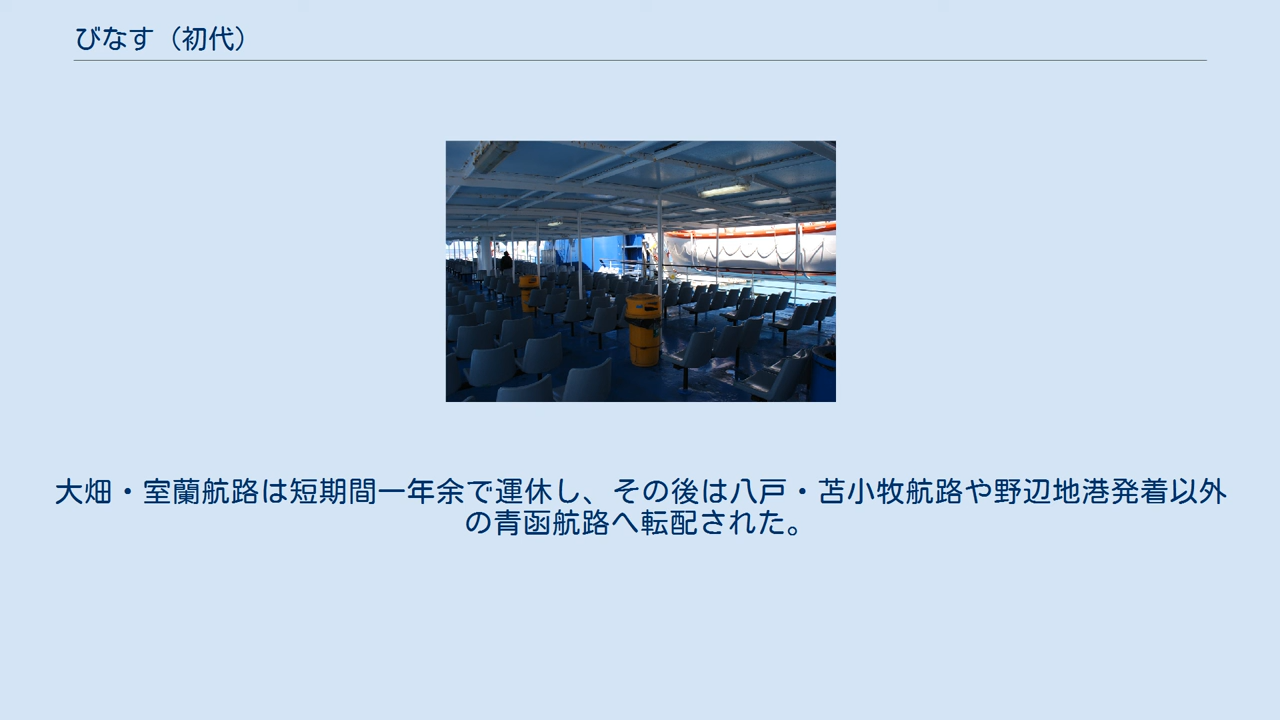 びなす（初代）
大畑・室蘭航路は短期間一年余で運休し、その後は八戸・苫小牧航路や野辺地港発着以外
の青函航路へ転配された。